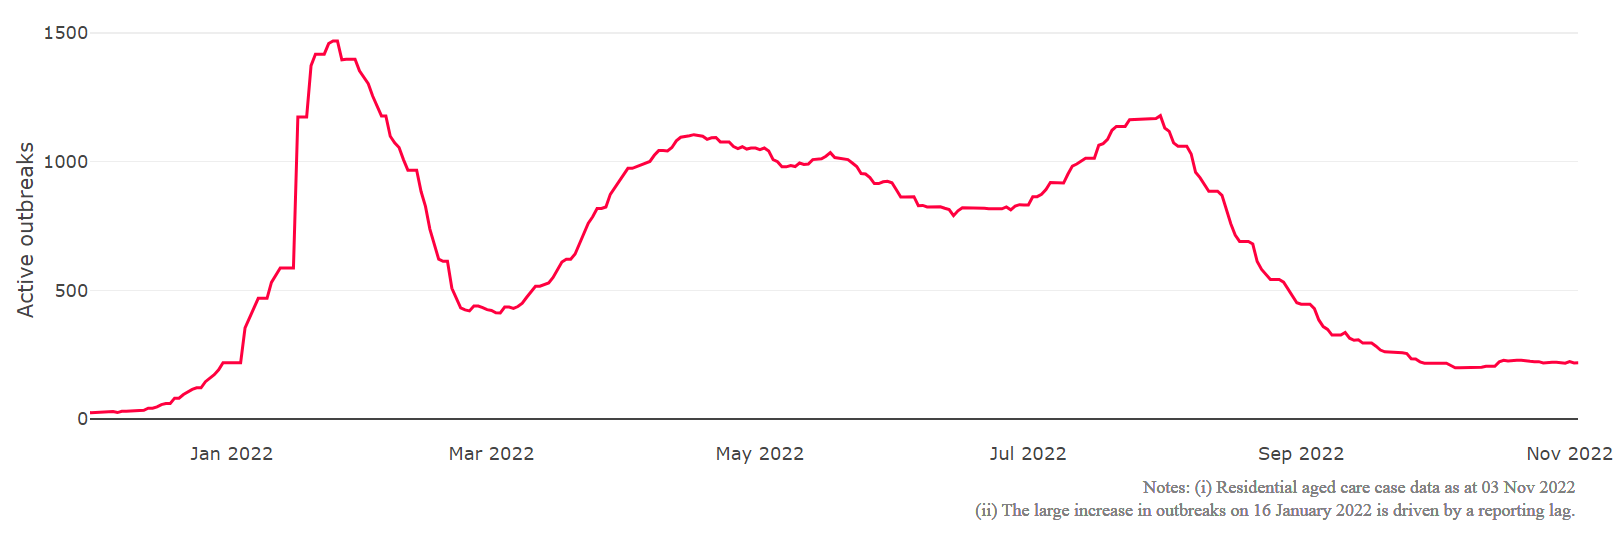 1500
1000
500
0
Active outbreaks
Jan 2022
Mar 2022
May 2022
Jul 2022
Sep 2022
Nov 2022
Notes: (i) Residential aged care case data as at 03 Nov 2022
(ii) The large increase in outbreaks on 16 January 2022 is driven by a reporting lag.